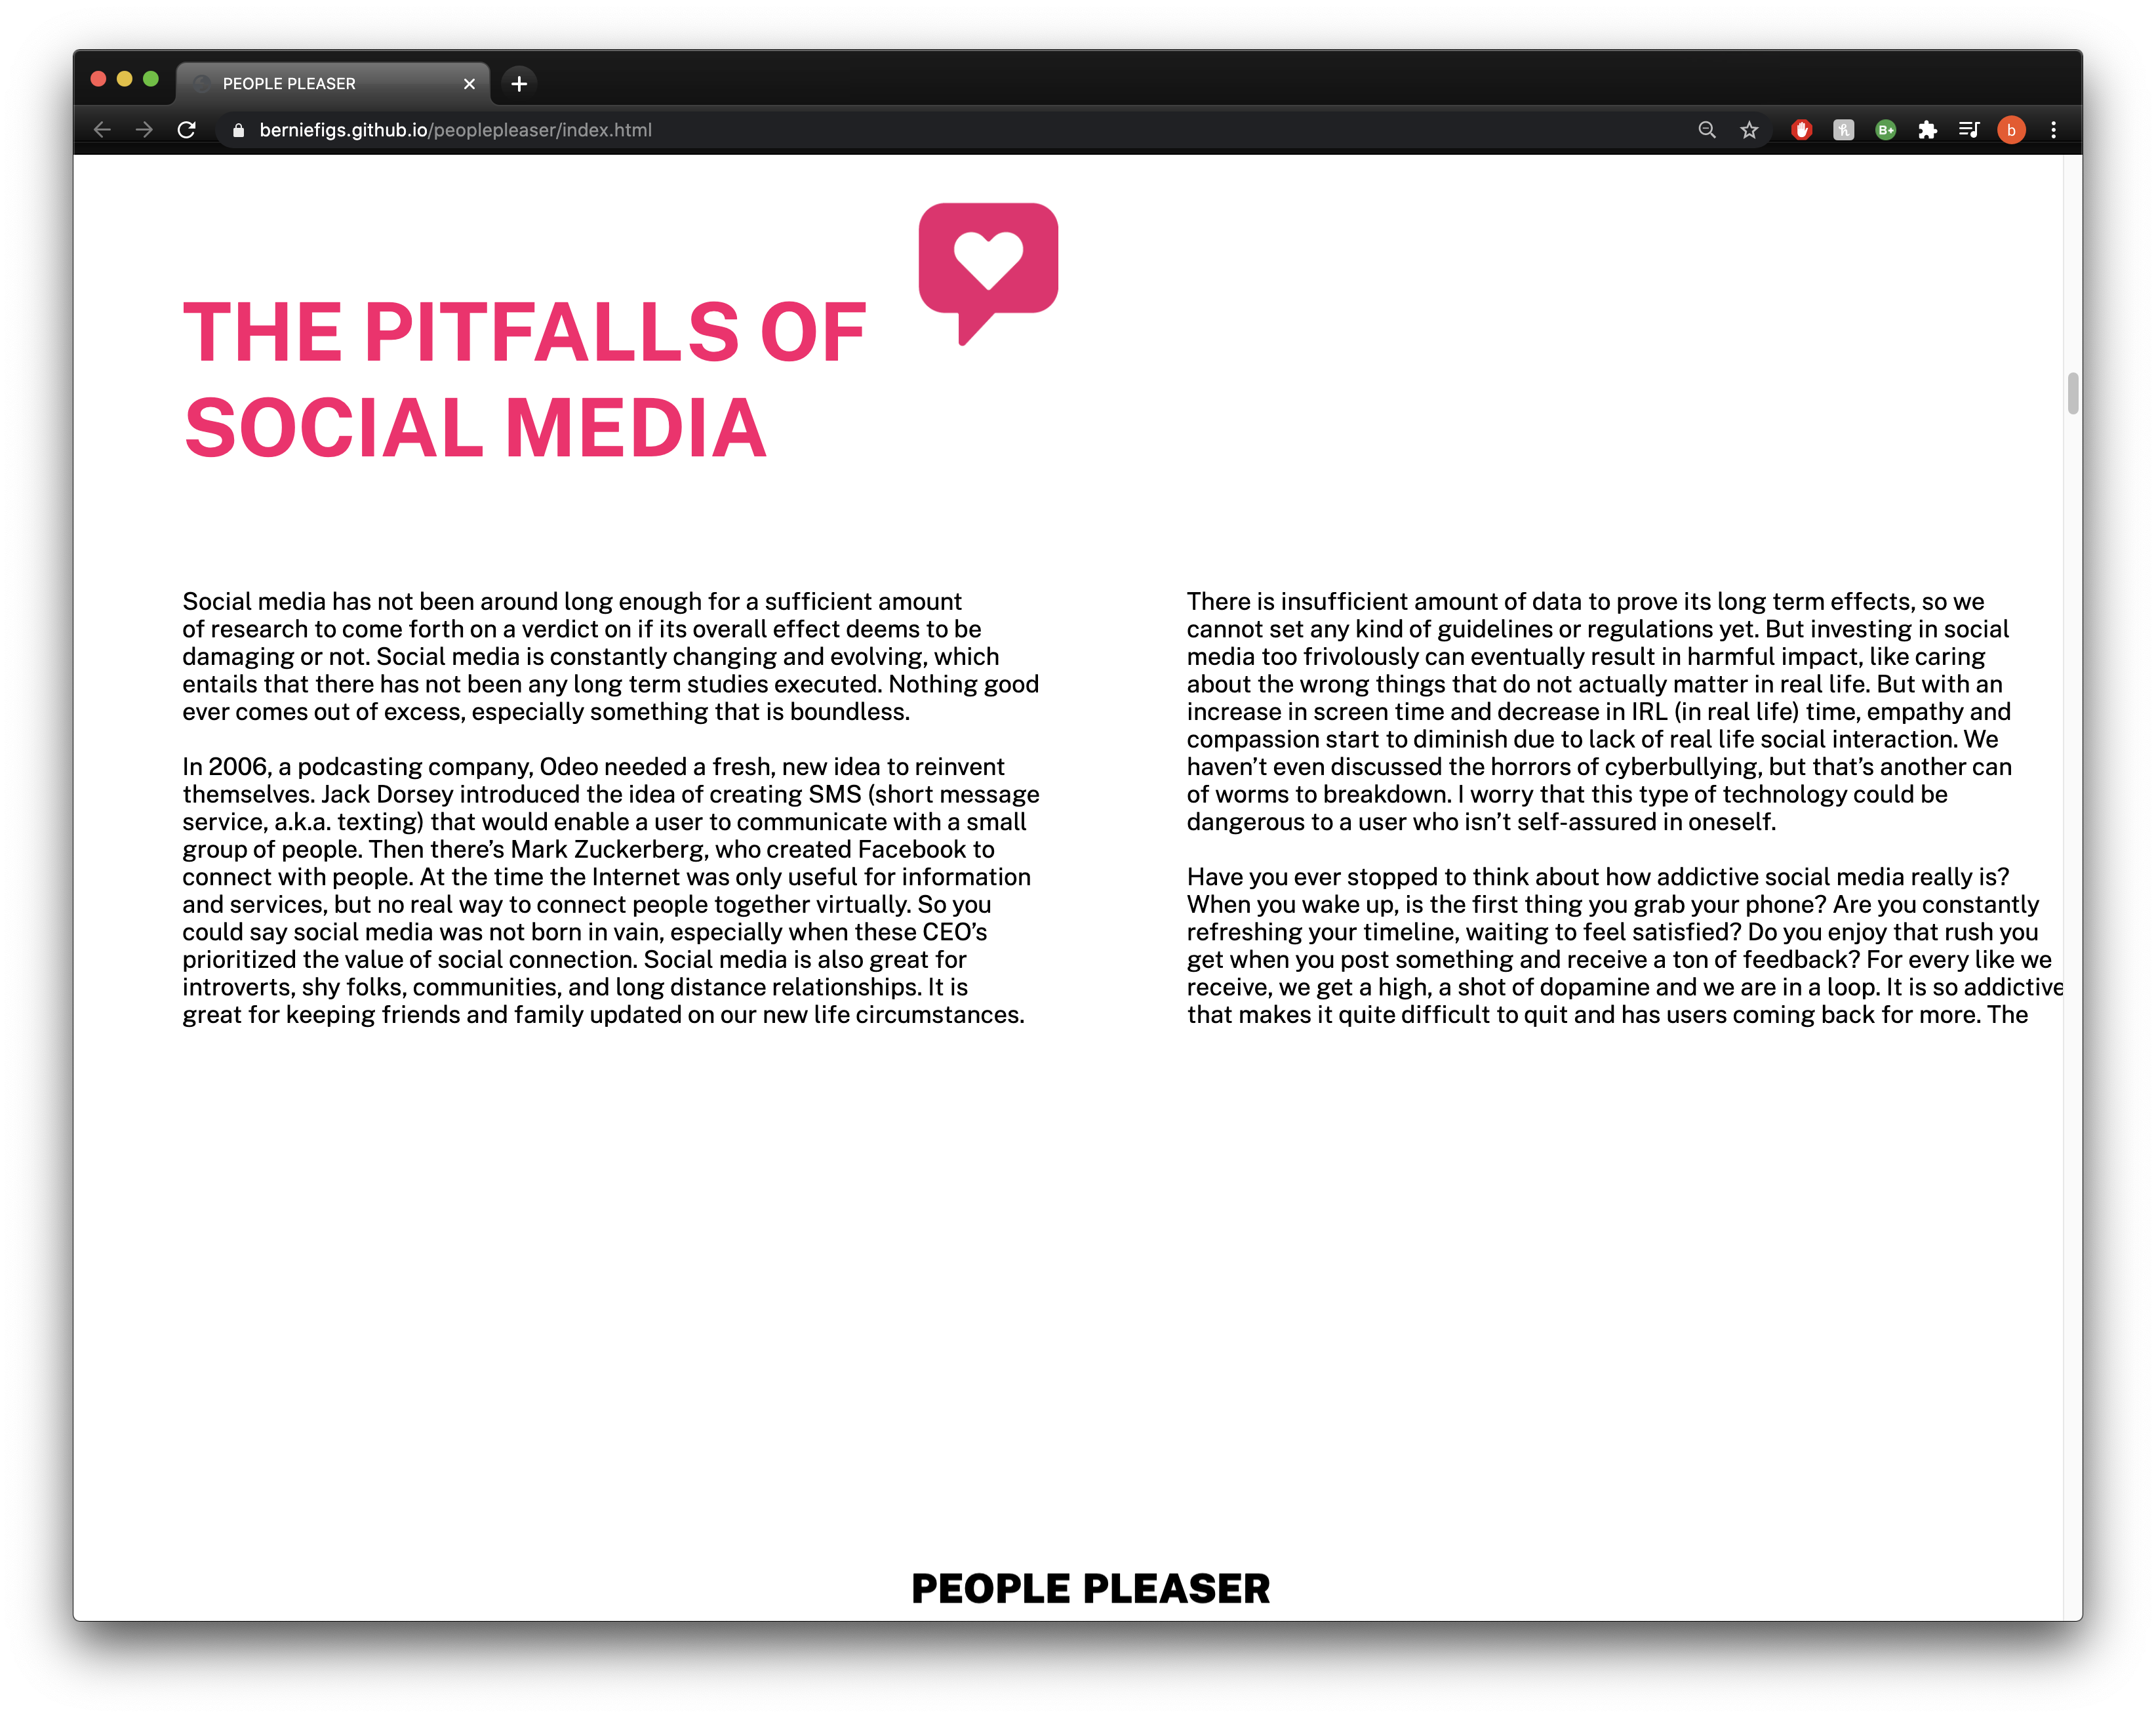 PEOPLE PLEASER
berniefigs.github.io/peoplepleaser/index.html
B+
b
THE PITFALLS OF
SOCIAL MEDIA
Social media has not been around long enough for a sufficient amount
of research to come forth on a verdict on if its overall effect deems to be
damaging or not. Social media is constantly changing and evolving, which
entails that there has not been any long term studies executed. Nothing good
ever comes out of excess, especially something that is boundless.
In 2006, a podcasting company, Odeo needed a fresh, new idea to reinvent
themselves. Jack Dorsey introduced the idea of creating SMS (short message
service, a.k.a. texting) that would enable a user to communicate with a small
group of people. Then there’s Mark Zuckerberg, who created Facebook to
connect with people. At the time the Internet was only useful for information
and services, but no real way to connect people together virtually. So you
could say social media was not born in vain, especially when these CEO’s
prioritized the value of social connection. Social media is also great for
introverts, shy folks, communities, and long distance relationships. It is
great for keeping friends and family updated on our new life circumstances.
There is insufficient amount of data to prove its long term effects, so we
cannot set any kind of guidelines or regulations yet. But investing in social
media too frivolously can eventually result in harmful impact, like caring
about the wrong things that do not actually matter in real life. But with an
increase in screen time and decrease in IRL (in real life) time, empathy and
compassion start to diminish due to lack of real life social interaction. We
haven’t even discussed the horrors of cyberbullying, but that’s another can
of worms to breakdown. I worry that this type of technology could be
dangerous to a user who isn’t self-assured in oneself.
Have you ever stopped to think about how addictive social media really is?
When you wake up, is the first thing you grab your phone? Are you constantly
refreshing your timeline, waiting to feel satisfied? Do you enjoy that rush you
get when you post something and receive a ton of feedback? For every like we
receive, we get a high, a shot of dopamine and we are in a loop. It is so addictive
that makes it quite difficult to quit and has users coming back for more. The
PEOPLE PLEASER